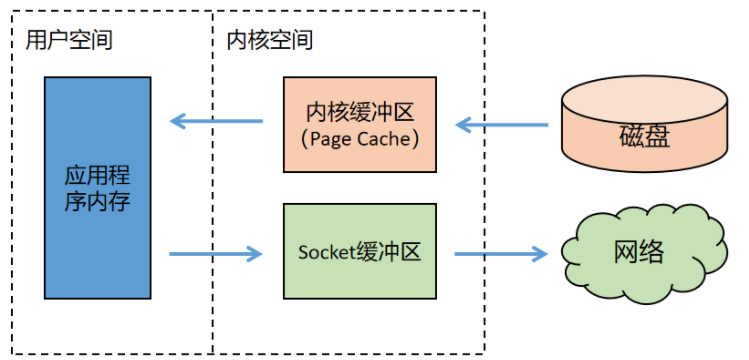 用户空间
内核空间
内核缓冲区
（Page Cache）
磁盘
应用程
序内存
Socket缓冲区
网络